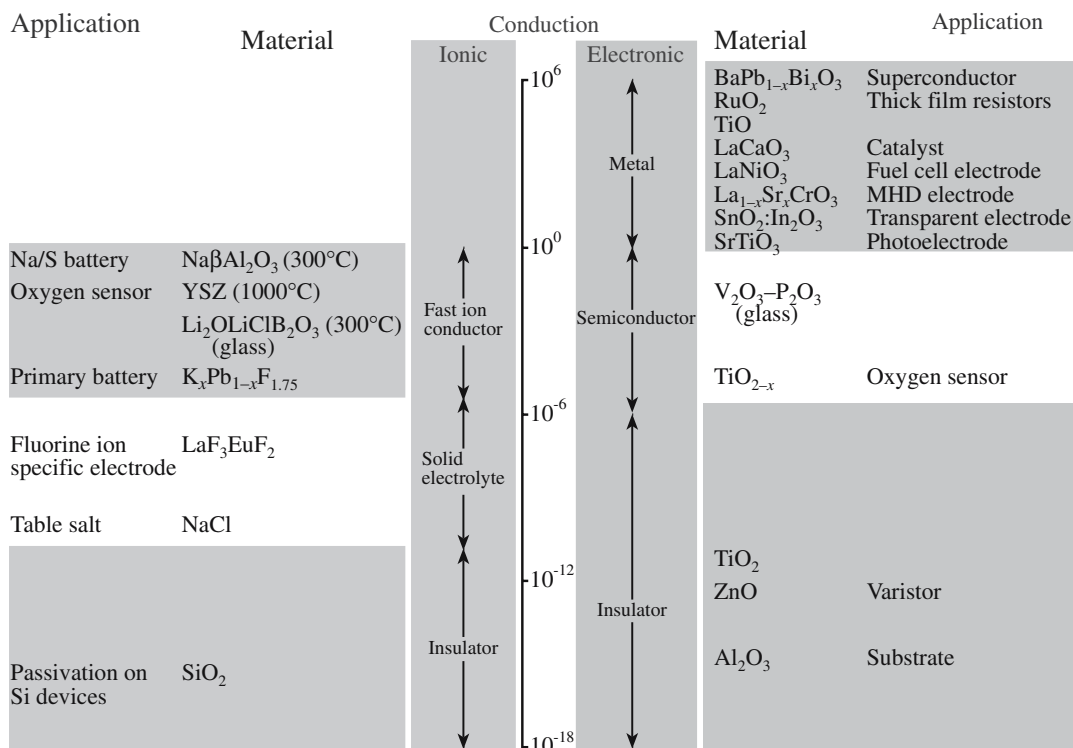 Application
Material
Conduction
Ionic
Electronic
Material
Application
10⁶
10⁰
10⁻⁶
10⁻¹²
10⁻¹⁸
Na/S battery NaβAl₂O₃ (300°C)
Oxygen sensor YSZ (1000°C)
Li₂OLiClB₂O₃ (300°C)
(glass)
Primary battery KₓPb₁₋ₓF₁.₇₅
Fluorine ion LaF₃EuF₂
specific electrode
Table salt NaCl
Passivation on SiO₂
Si devices
Fast ion
conductor
Solid
electrolyte
Insulator
Metal
Semiconductor
Insulator
BaPb₁₋ₓBiₓO₃ Superconductor
RuO₂ Thick film resistors
TiO
LaCaO₃ Catalyst
LaNiO₃ Fuel cell electrode
La₁₋ₓSrₓCrO₃ MHD electrode
SnO₂:In₂O₃ Transparent electrode
SrTiO₃ Photoelectrode
V₂O₃–P₂O₃
(glass)
TiO₂₋ₓ Oxygen sensor
TiO₂
ZnO Varistor
Al₂O₃ Substrate